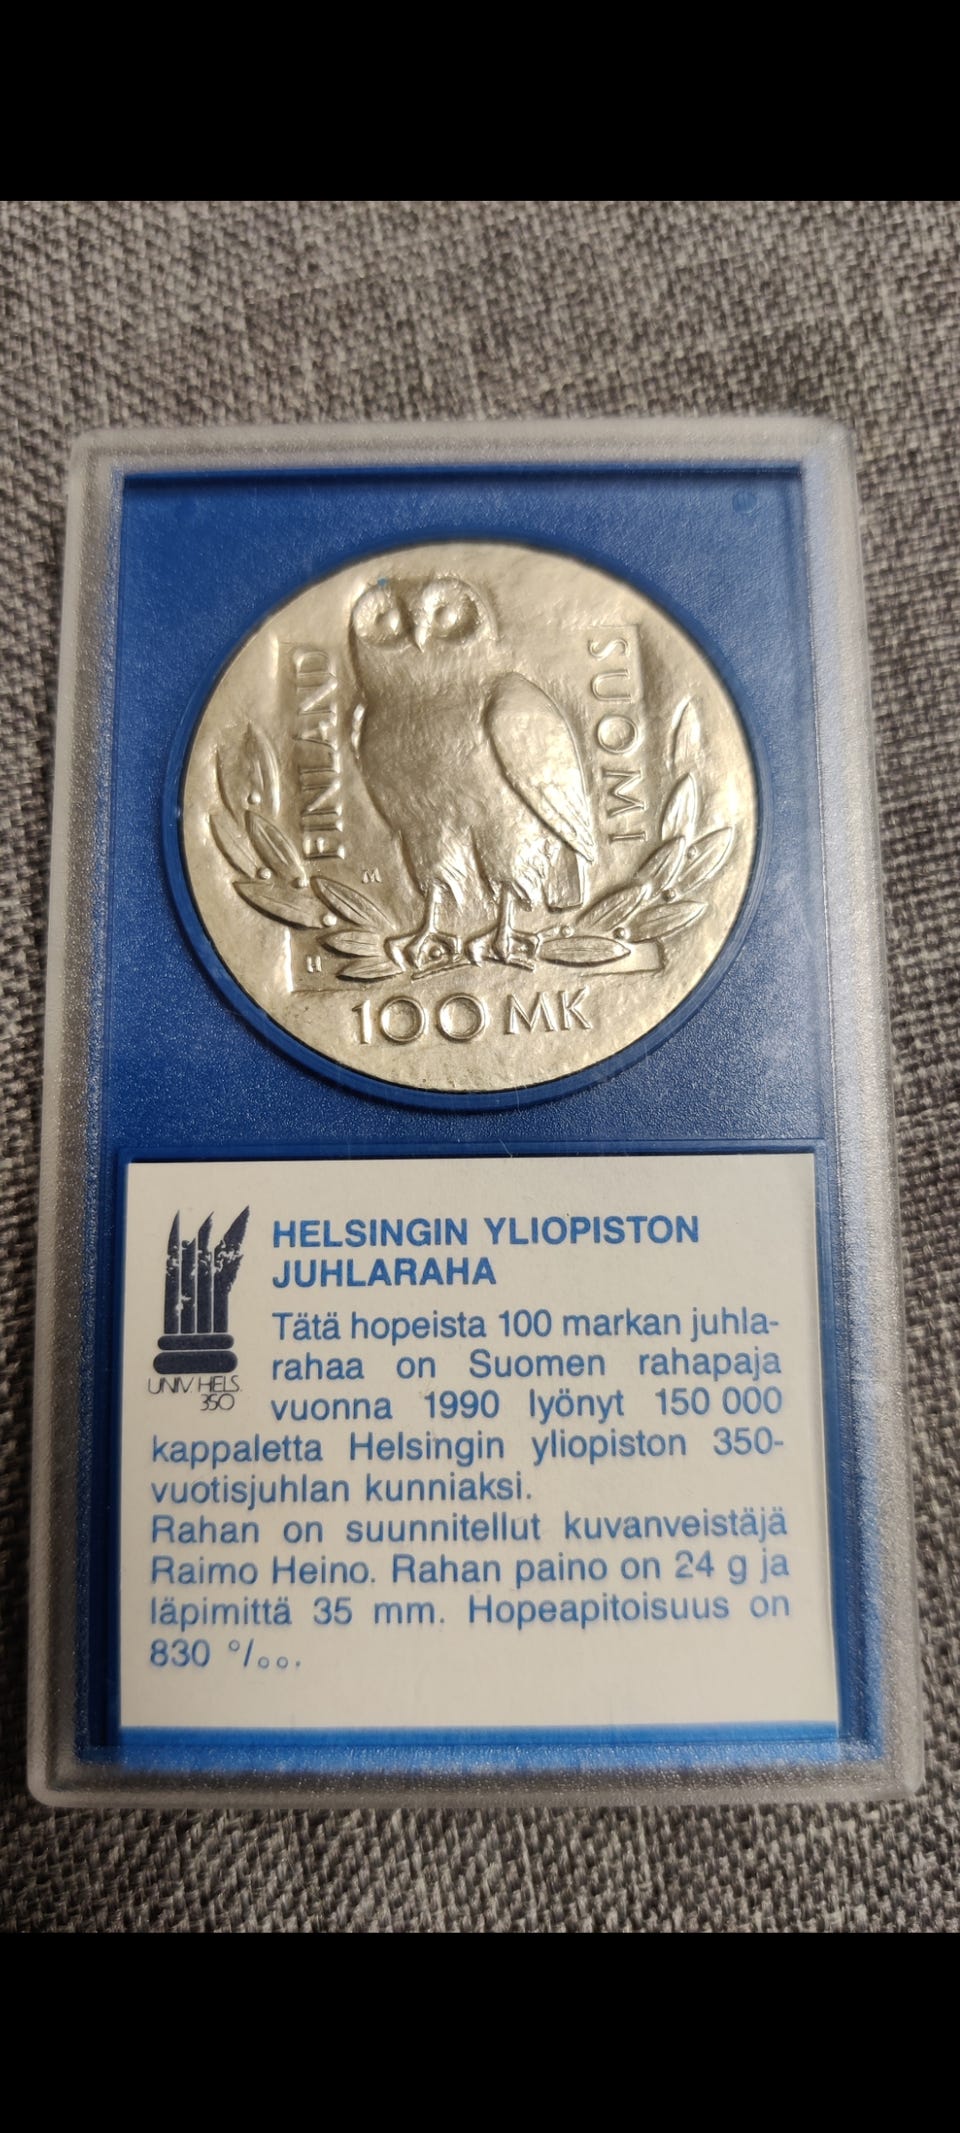 FINLAND
SUOMI
M
H
100 MK
UNIV. HELS.
350
HELSINGIN YLIOPISTON
JUHLARAHA
Tätä hopeista 100 markan juhla-
rahaa on Suomen rahapaja
vuonna 1990 lyönyt 150 000
kappaletta Helsingin yliopiston 350-
vuotisjuhlan kunniaksi.
Rahan on suunnitellut kuvanveistäjä
Raimo Heino. Rahan paino on 24 g ja
läpimittä 35 mm. Hopeapitoisuus on
830 °/₀₀.